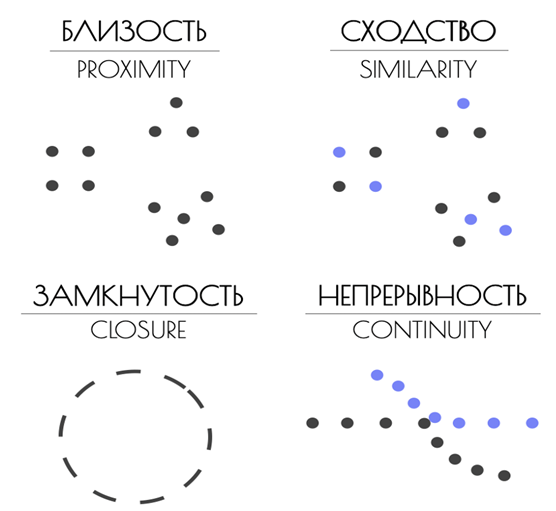 БЛИЗОСТЬ
PROXIMITY
СХОДСТВО
SIMILARITY
ЗАМКНУТОСТЬ
CLOSURE
НЕПРЕРЫВНОСТЬ
CONTINUITY